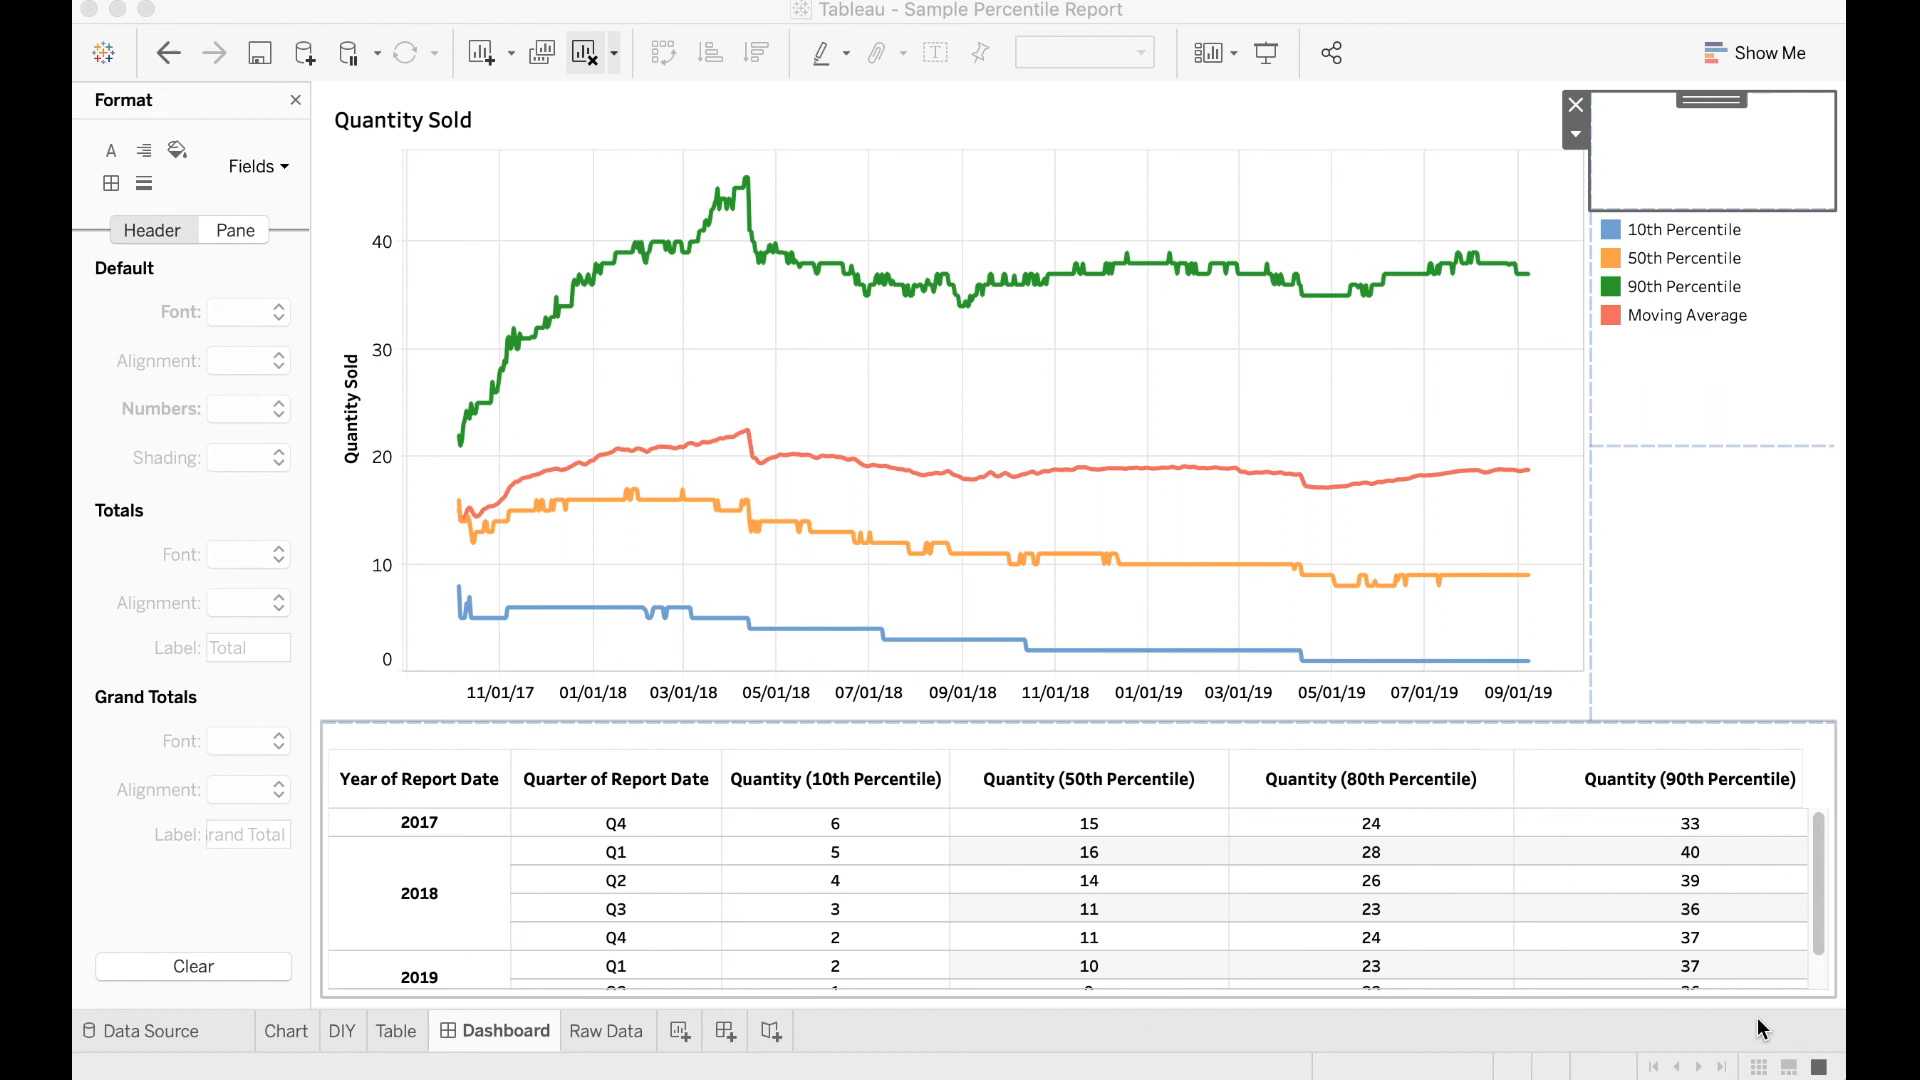 Tableau - Sample Percentile Report
Show Me
Format
A
Fields
Header Pane
Default
Font:
Alignment:
Numbers:
Shading:
Totals
Font:
Alignment:
Label: Total
Grand Totals
Font:
Alignment:
Label: rand Total
Clear
Quantity Sold
40
30
20
10
0
Quantity Sold
11/01/17 01/01/18 03/01/18 05/01/18 07/01/18 09/01/18 11/01/18 01/01/19 03/01/19 05/01/19 07/01/19 09/01/19
10th Percentile
50th Percentile
90th Percentile
Moving Average
Year of Report Date Quarter of Report Date Quantity (10th Percentile) Quantity (50th Percentile) Quantity (80th Percentile) Quantity (90th Percentile)
2017 Q4 6 15 24 33
2018 Q1 5 16 28 40
Q2 4 14 26 39
Q3 3 11 23 36
Q4 2 11 24 37
2019 Q1 2 10 23 37
Data Source Chart DIY Table Dashboard Raw Data